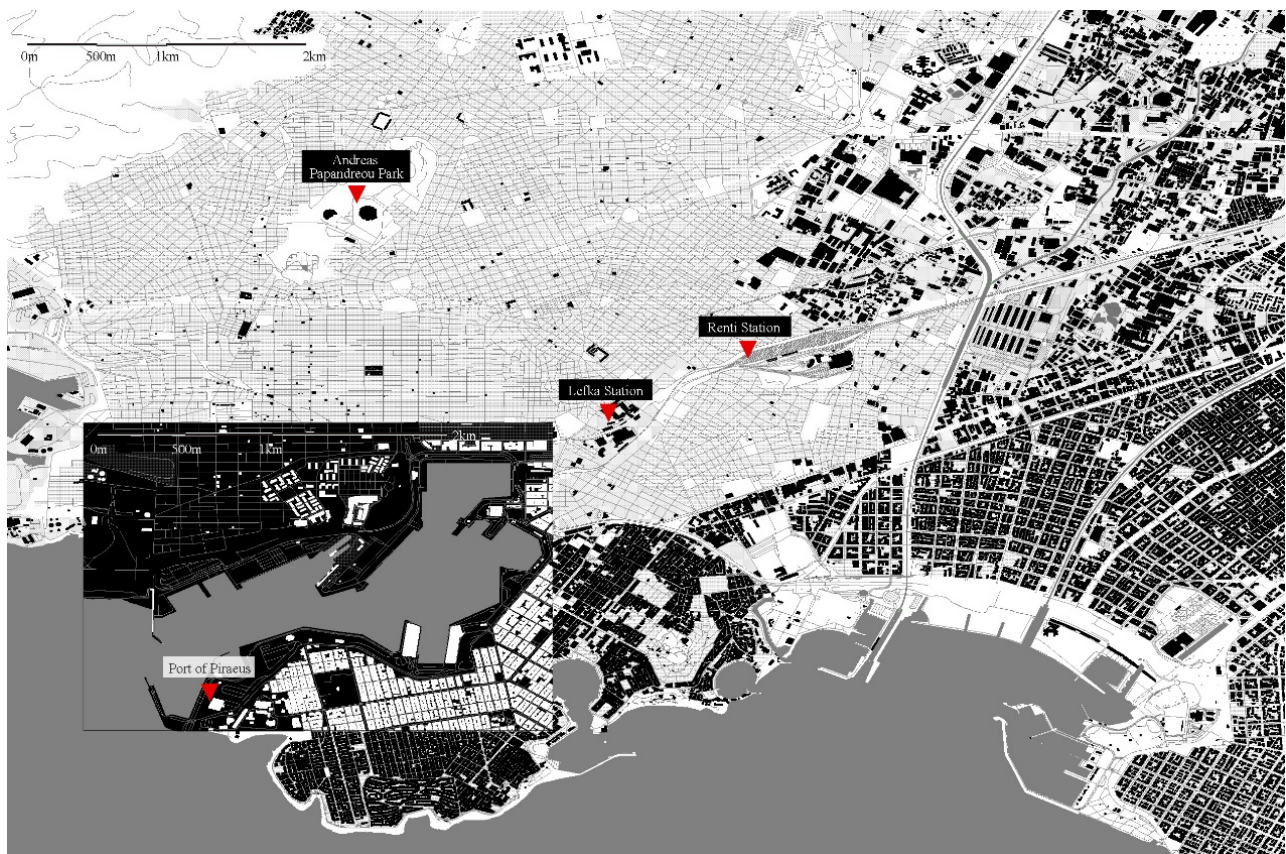 0m 500m 1km 2km
Andreas
Papandreou Park
Renti Station
Lefka Station
0m 500m 1km 2km
Port of Piraeus